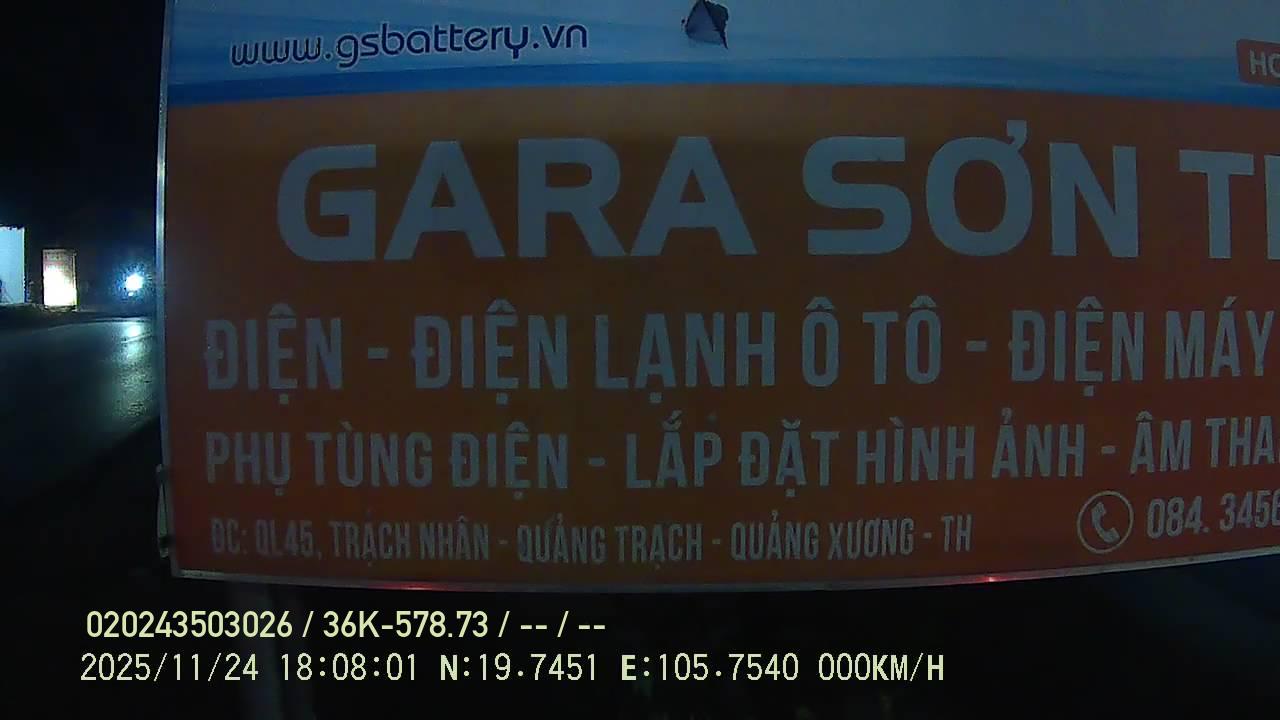 www.gsbattery.vn
GARA SƠN
ĐIỆN - ĐIỆN LẠNH Ô TÔ - ĐIỆN MÁY
PHỤ TÙNG ĐIỆN - LẮP ĐẶT HÌNH ẢNH - ÂM
ĐC: QL45, TRẠCH NHÂN - QUẢNG TRẠCH - QUẢNG XƯƠNG - TH
084. 3456
020243503026 / 36K-578.73 / -- / --
2025/11/24 18:08:01 N:19.7451 E:105.7540 000KM/H